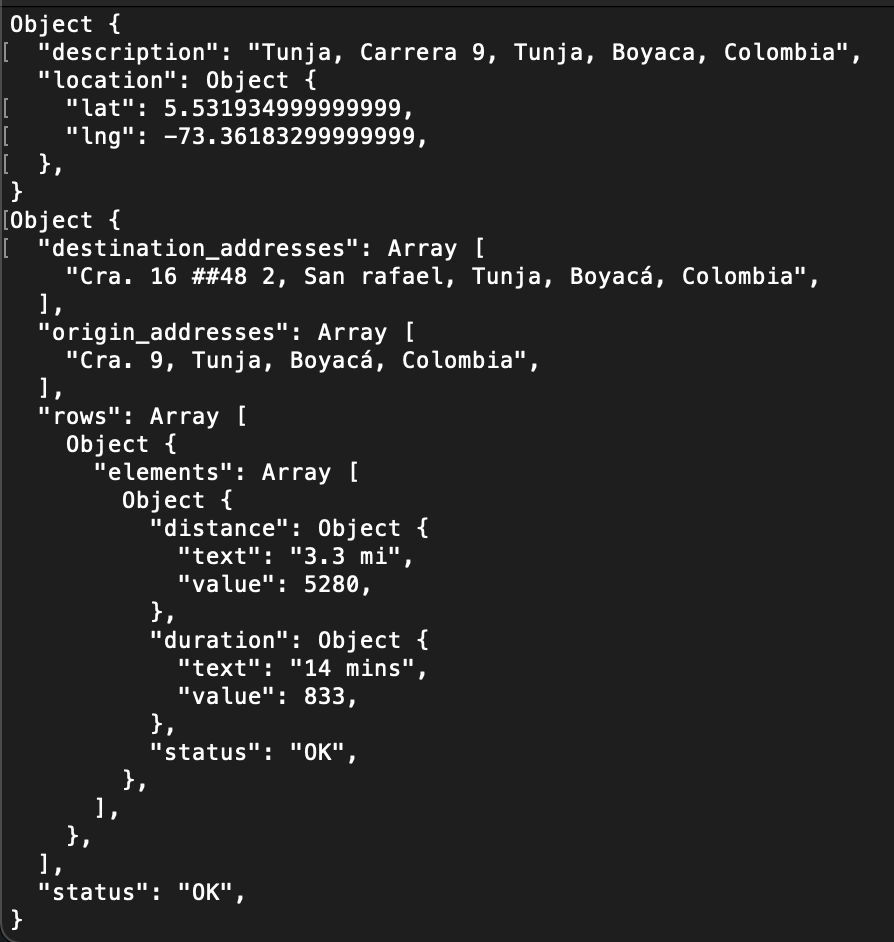 Object {
[  "description": "Tunja, Carrera 9, Tunja, Boyaca, Colombia",
  "location": Object {
[    "lat": 5.531934999999999,
[    "lng": -73.36183299999999,
[  },
}
[Object {
[  "destination_addresses": Array [
    "Cra. 16 ##48 2, San rafael, Tunja, Boyacá, Colombia",
  ],
  "origin_addresses": Array [
    "Cra. 9, Tunja, Boyacá, Colombia",
  ],
  "rows": Array [
    Object {
      "elements": Array [
        Object {
          "distance": Object {
            "text": "3.3 mi",
            "value": 5280,
          },
          "duration": Object {
            "text": "14 mins",
            "value": 833,
          },
          "status": "OK",
        },
      ],
    },
  ],
  "status": "OK",
}